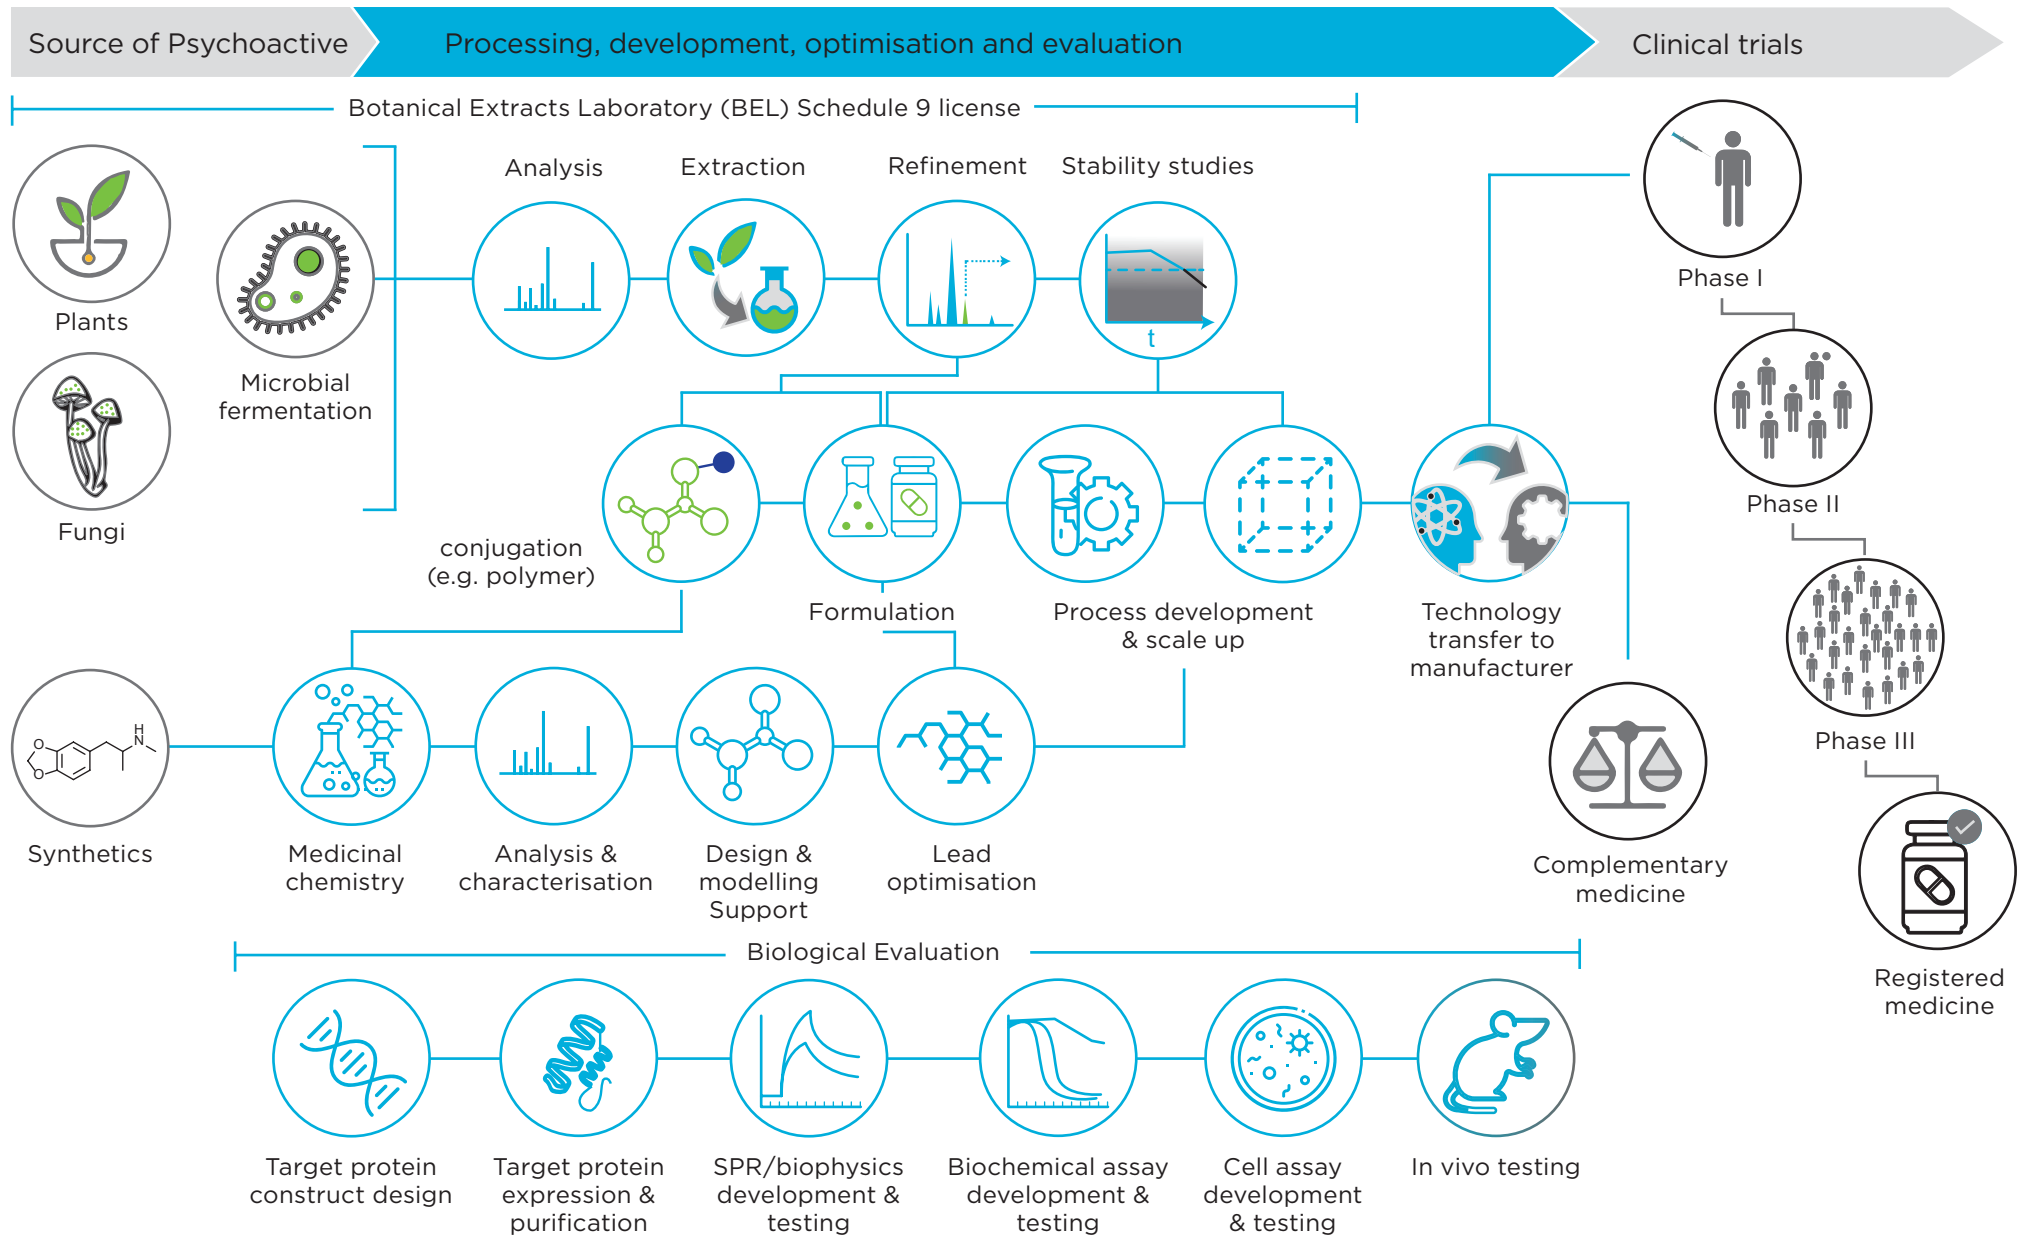 Source of Psychoactive
Processing, development, optimisation and evaluation
Clinical trials
Botanical Extracts Laboratory (BEL) Schedule 9 license
Analysis
Extraction
Refinement
Stability studies
t
Plants
Microbial
fermentation
Fungi
conjugation
(e.g. polymer)
Formulation
Process development
& scale up
Technology
transfer to
manufacturer
Phase I
Phase II
Phase III
Registered
medicine
Complementary
medicine
O
O
H
N
Synthetics
Medicinal
chemistry
Analysis &
characterisation
Design &
modelling
Support
Lead
optimisation
Biological Evaluation
Target protein
construct design
Target protein
expression &
purification
SPR/biophysics
development &
testing
Biochemical assay
development &
testing
Cell assay
development
& testing
In vivo testing